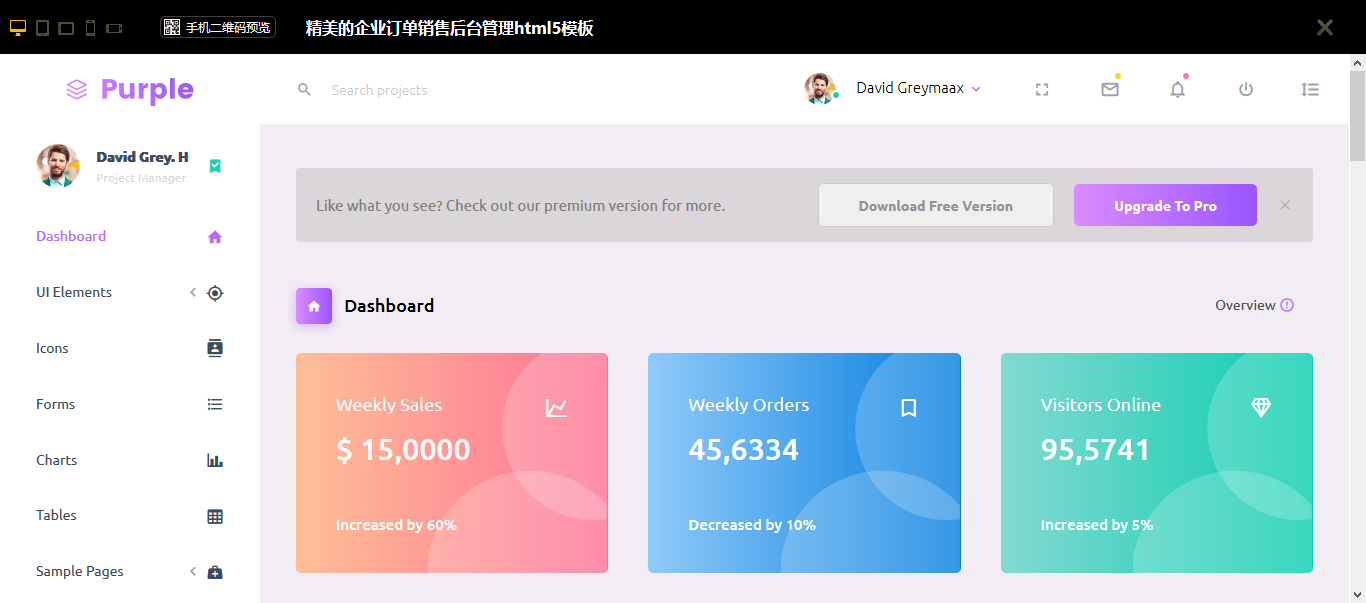 手机二维码预览 精美的企业订单销售后台管理html5模板
Purple
Search projects
David Greymaax
David Grey. H
Project Manager
Dashboard
UI Elements
Icons
Forms
Charts
Tables
Sample Pages
Like what you see? Check out our premium version for more.
Download Free Version
Upgrade To Pro
Dashboard
Overview
Weekly Sales
$ 15,0000
Increased by 60%
Weekly Orders
45,6334
Decreased by 10%
Visitors Online
95,5741
Increased by 5%